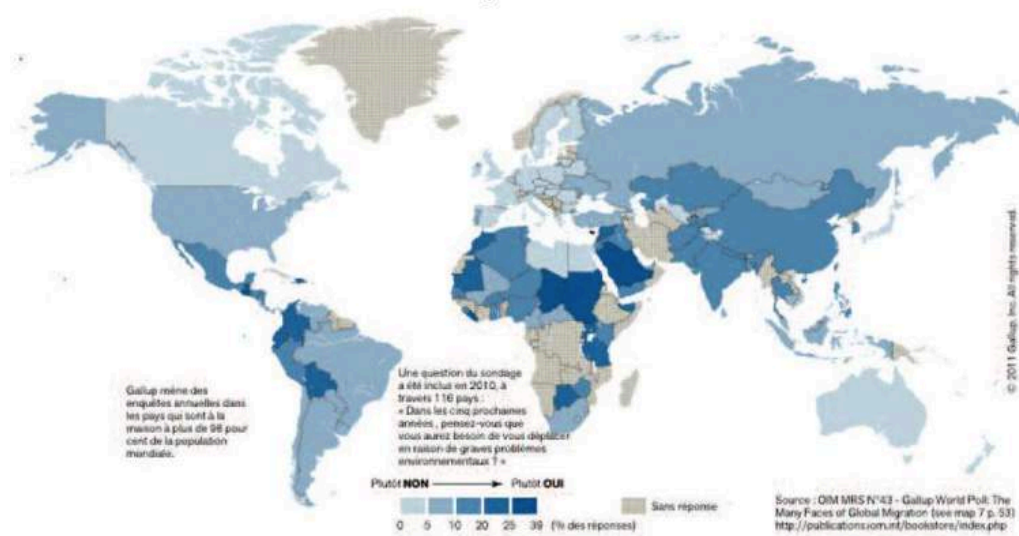 Gallup mène des
enquêtes annuelles dans
les pays qui sont à la
maison à plus de 98 pour
cent de la population
mondiale.
Une question du sondage
a été inclus en 2010, à
travers 116 pays :
« Dans les cinq prochaines
années, pensez-vous que
vous aurez besoin de vous déplacer
en raison de graves problèmes
environnementaux ? »
Plutôt NON Plutôt OUI
0 5 10 20 25 39 (% des réponses)
Sans réponse
Source : OIM MRS N°43 - Gallup World Poll: The
Many Faces of Global Migration (see map 7 p. 53)
http://publications.iom.int/bookstore/index.php
© 2011 Gallup, Inc. All rights reserved.